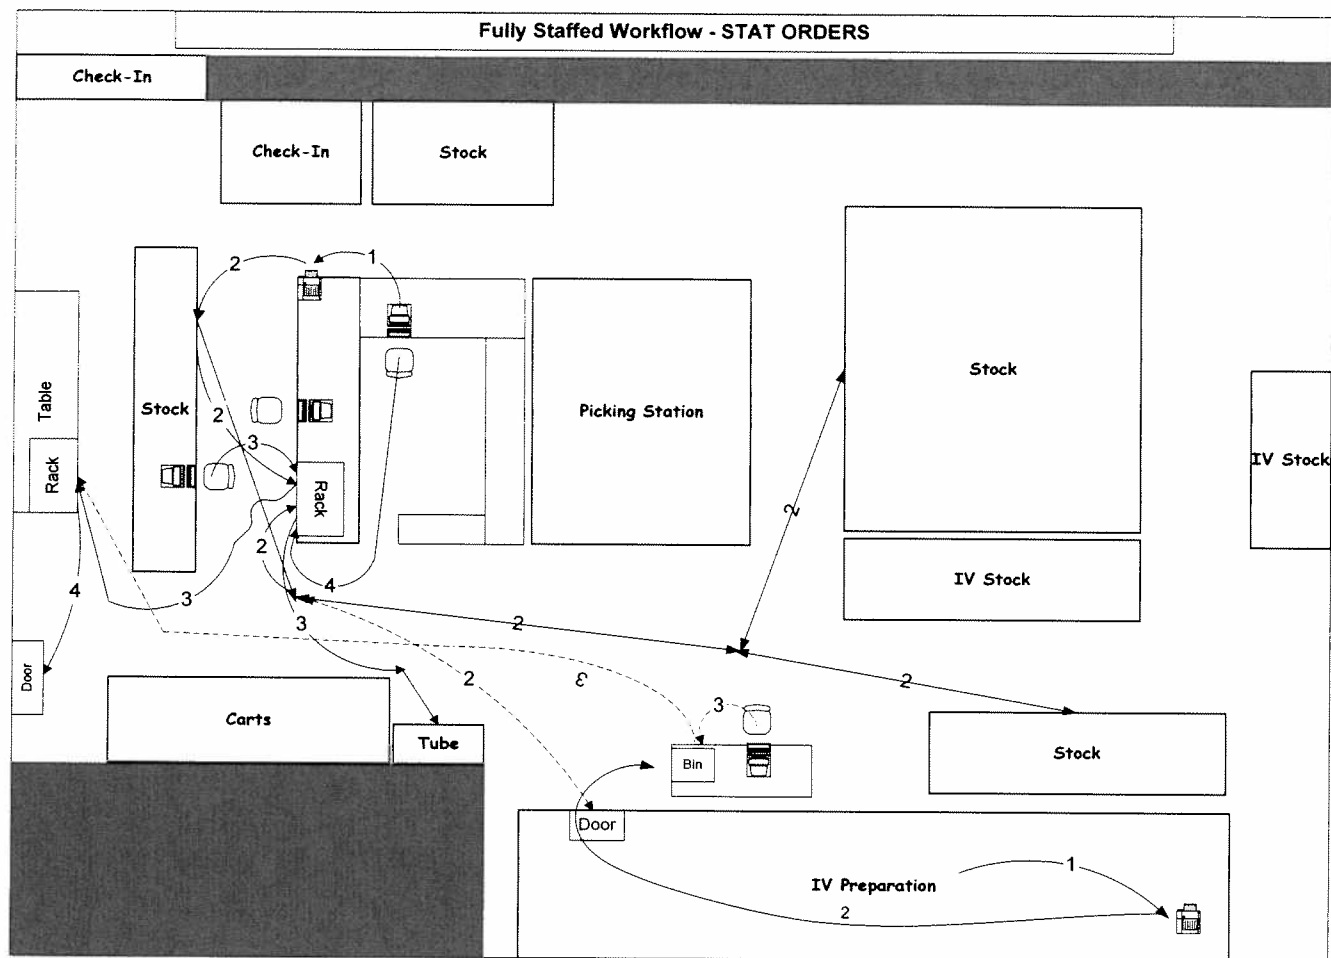 Fully Staffed Workflow - STAT ORDERS
Check-In
Check-In
Stock
1
2
Stock
Table
Stock
Picking Station
2
3
Rack
Rack
IV Stock
2
2
4
4
3
IV Stock
3
2
Door
2
3
2
3
Carts
Tube
Bin
Stock
Door
IV Preparation
1
2